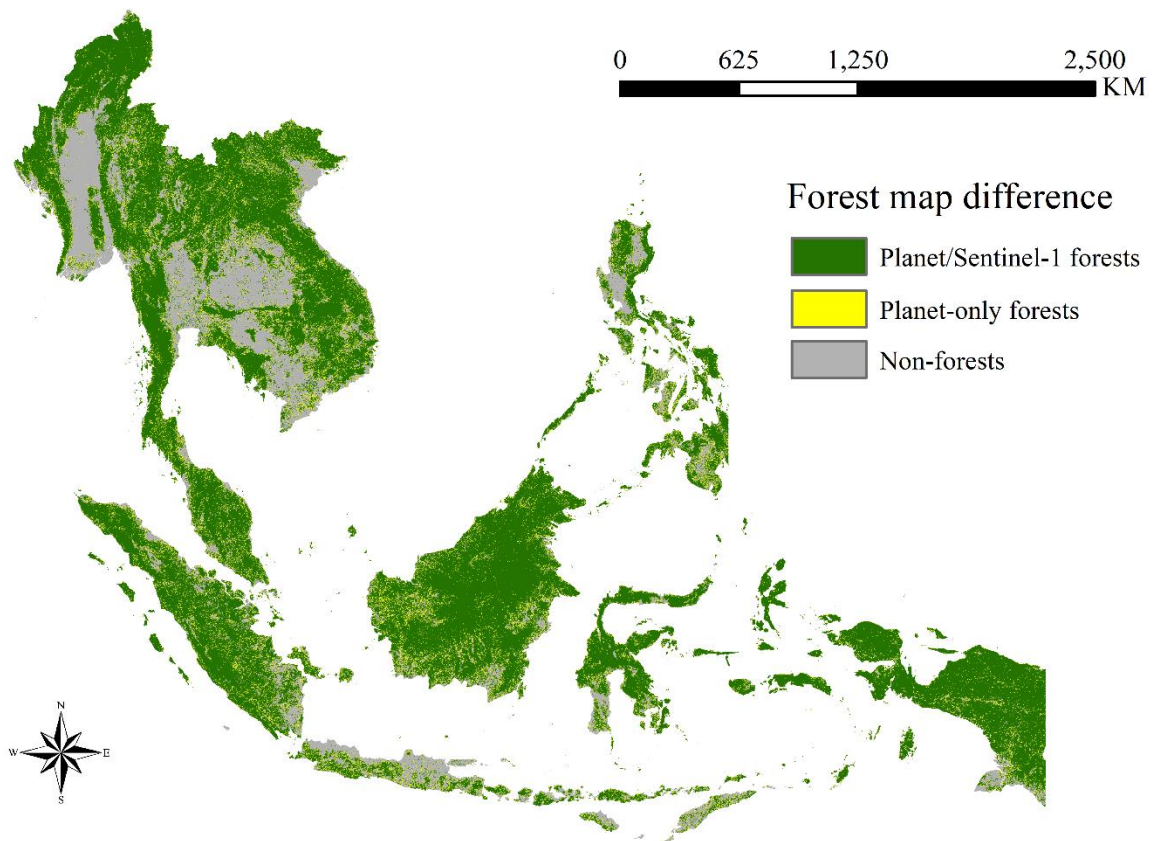 0 625 1,250 2,500
KM
Forest map difference
Planet/Sentinel-1 forests
Planet-only forests
Non-forests
N
W E
S